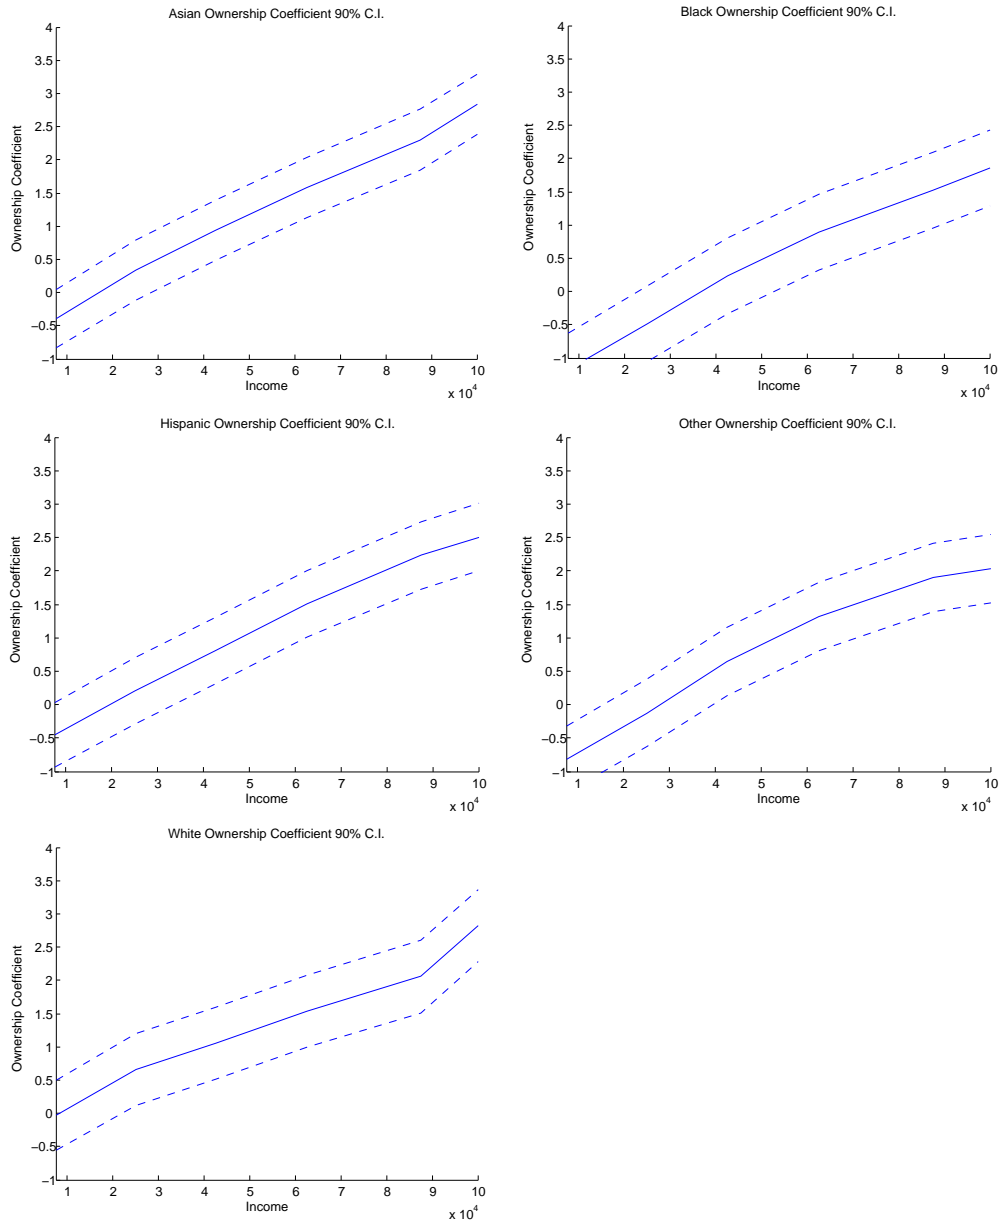 Asian Ownership Coefficient 90% C.I.
4
3.5
3
2.5
2
1.5
1
0.5
0
−0.5
−1
Ownership Coefficient
1 2 3 4 5 6 7 8 9 10
Income
x 10^4
Black Ownership Coefficient 90% C.I.
4
3.5
3
2.5
2
1.5
1
0.5
0
−0.5
−1
Ownership Coefficient
1 2 3 4 5 6 7 8 9 10
Income
x 10^4
Hispanic Ownership Coefficient 90% C.I.
4
3.5
3
2.5
2
1.5
1
0.5
0
−0.5
−1
Ownership Coefficient
1 2 3 4 5 6 7 8 9 10
Income
x 10^4
Other Ownership Coefficient 90% C.I.
4
3.5
3
2.5
2
1.5
1
0.5
0
−0.5
−1
Ownership Coefficient
1 2 3 4 5 6 7 8 9 10
Income
x 10^4
White Ownership Coefficient 90% C.I.
4
3.5
3
2.5
2
1.5
1
0.5
0
−0.5
−1
Ownership Coefficient
1 2 3 4 5 6 7 8 9 10
Income
x 10^4